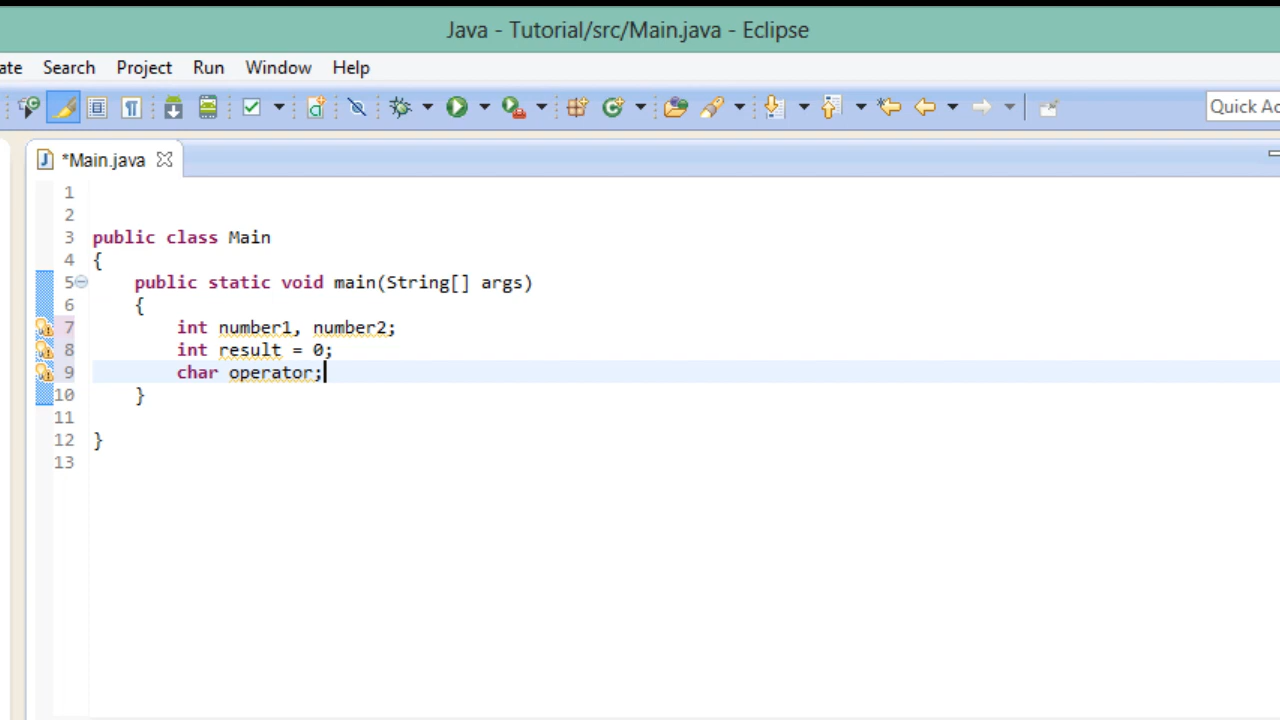 Java - Tutorial/src/Main.java - Eclipse
ate Search Project Run Window Help
Quick Ac
*Main.java
1
2
3 public class Main
4 {
5 public static void main(String[] args)
6 {
7 int number1, number2;
8 int result = 0;
9 char operator;
10 }
11
12 }
13